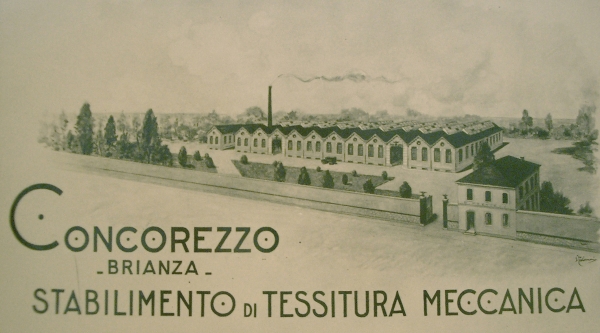 CONCOREZZO
- BRIANZA -
STABILIMENTO DI TESSITURA MECCANICA